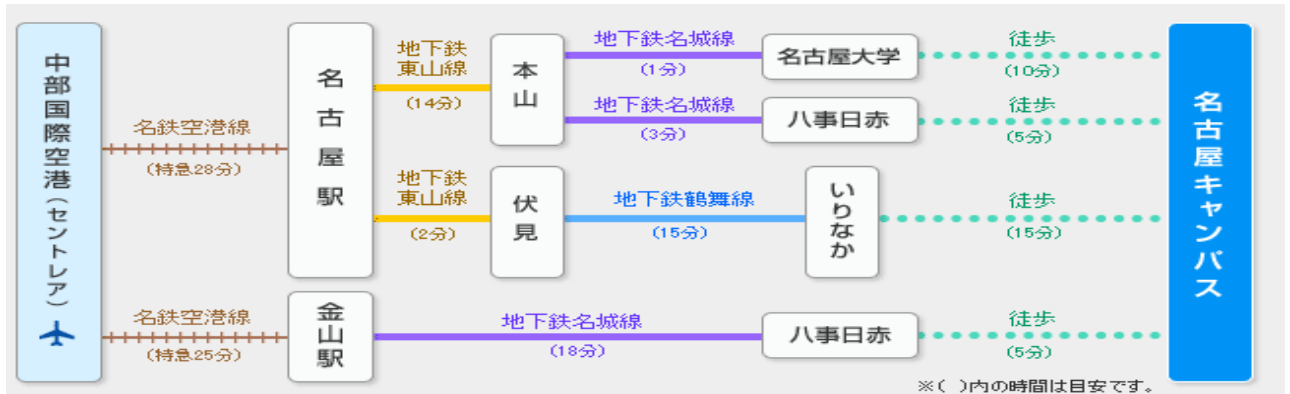 中部国際空港(セントレア)
名鉄空港線
(特急28分)
名古屋駅
地下鉄
東山線
(14分)
本山
地下鉄名城線
(1分)
名古屋大学
徒歩
(10分)
地下鉄名城線
(3分)
八事日赤
徒歩
(5分)
地下鉄
東山線
(2分)
伏見
地下鉄鶴舞線
(15分)
いりなか
徒歩
(15分)
名鉄空港線
(特急25分)
金山駅
地下鉄名城線
(18分)
八事日赤
徒歩
(5分)
名古屋キャンパス
※( )内の時間は目安です。